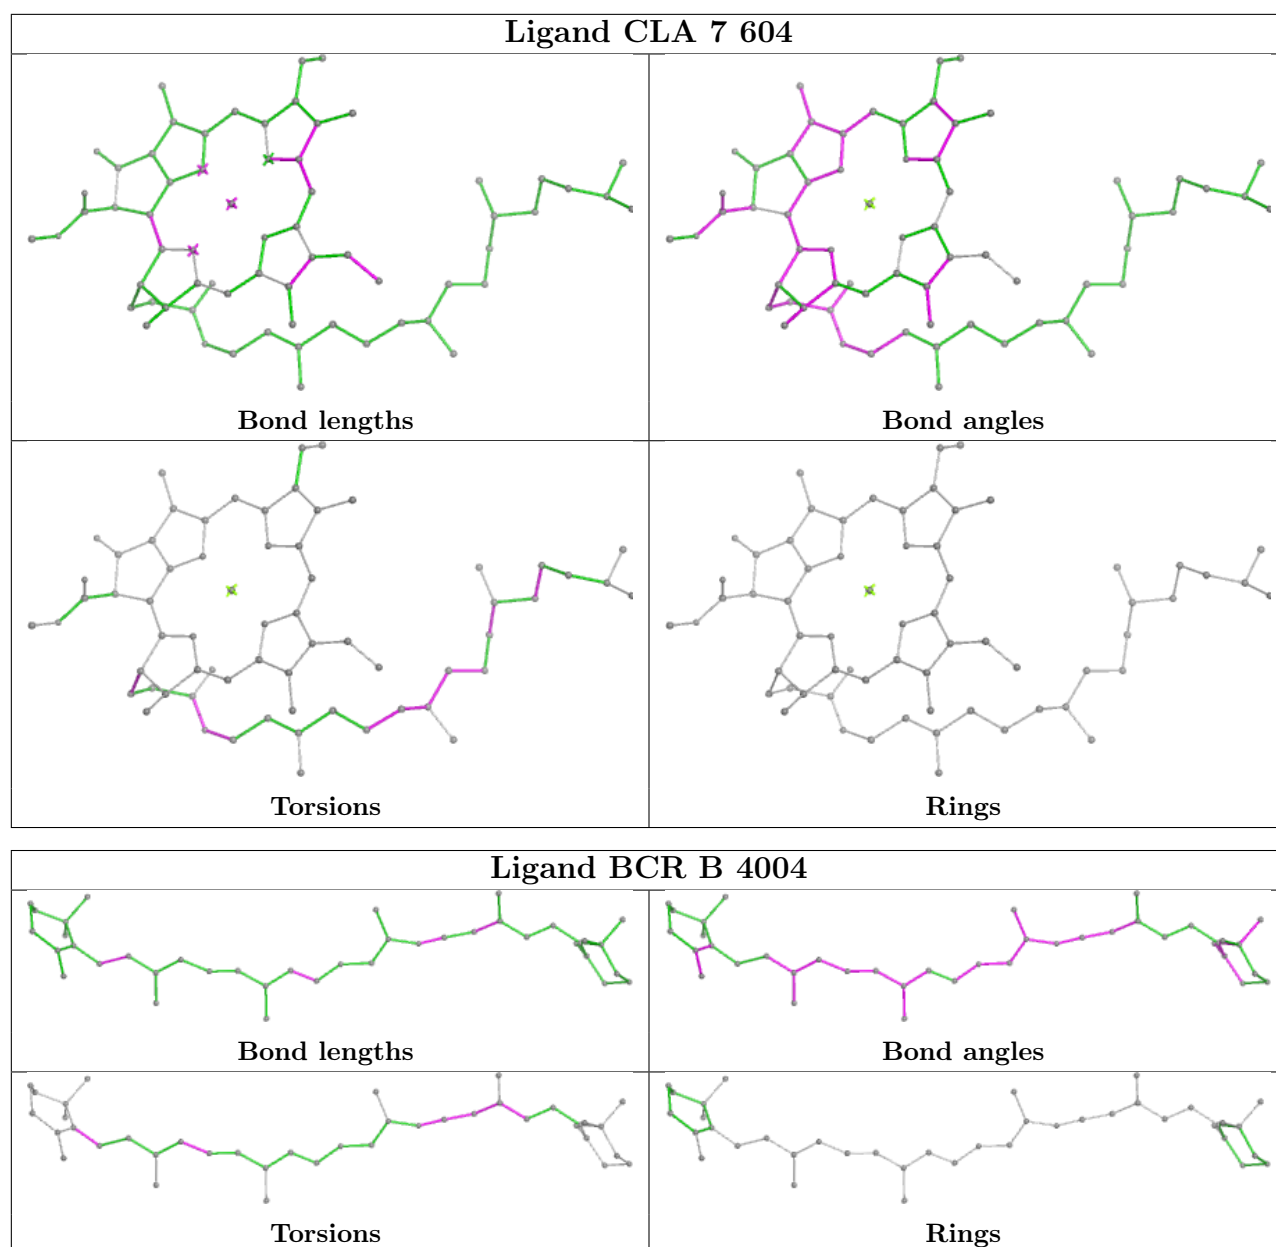 Ligand CLA 7 604
Bond lengths
Bond angles
Torsions
Rings
Ligand BCR B 4004
Bond lengths
Bond angles
Torsions
Rings